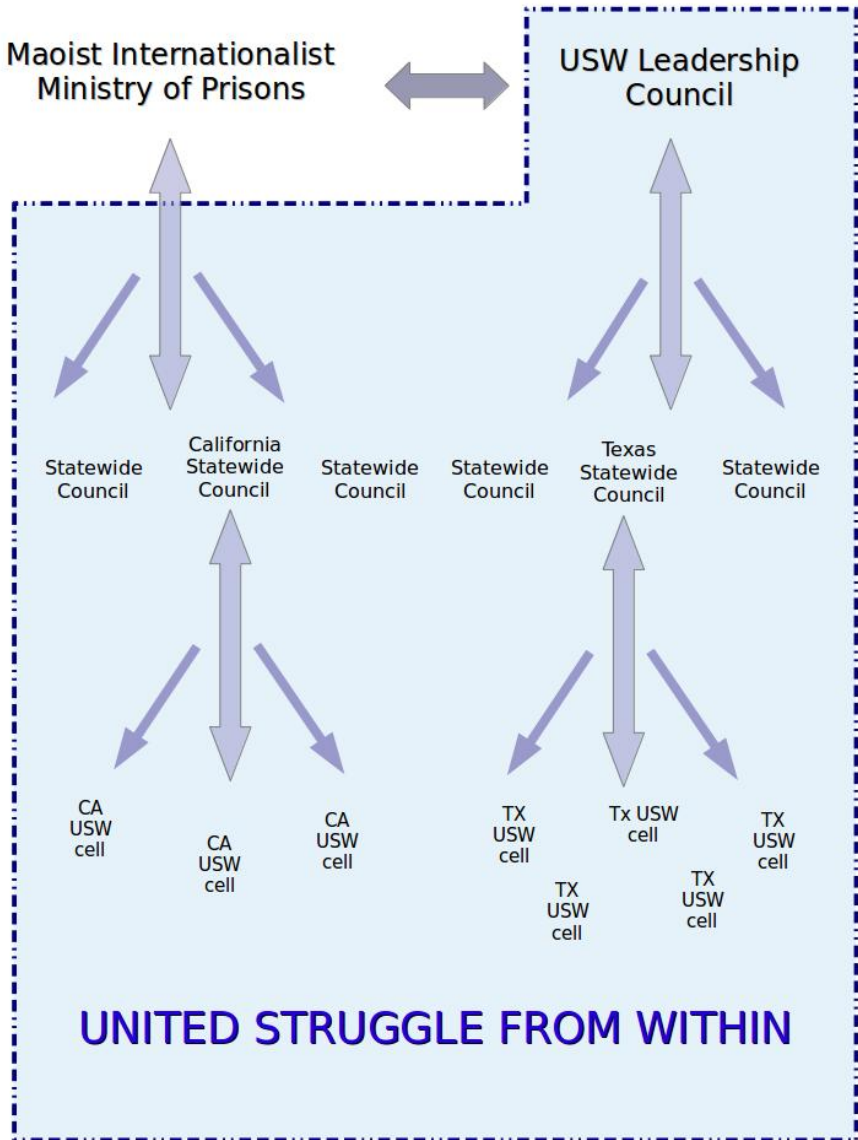 Maoist Internationalist
Ministry of Prisons
USW Leadership
Council
Statewide
Council
California
Statewide
Council
Statewide
Council
Statewide
Council
Texas
Statewide
Council
Statewide
Council
CA
USW
cell
CA
USW
cell
CA
USW
cell
TX
USW
cell
TX
USW
cell
Tx USW
cell
TX
USW
cell
TX
USW
cell
UNITED STRUGGLE FROM WITHIN